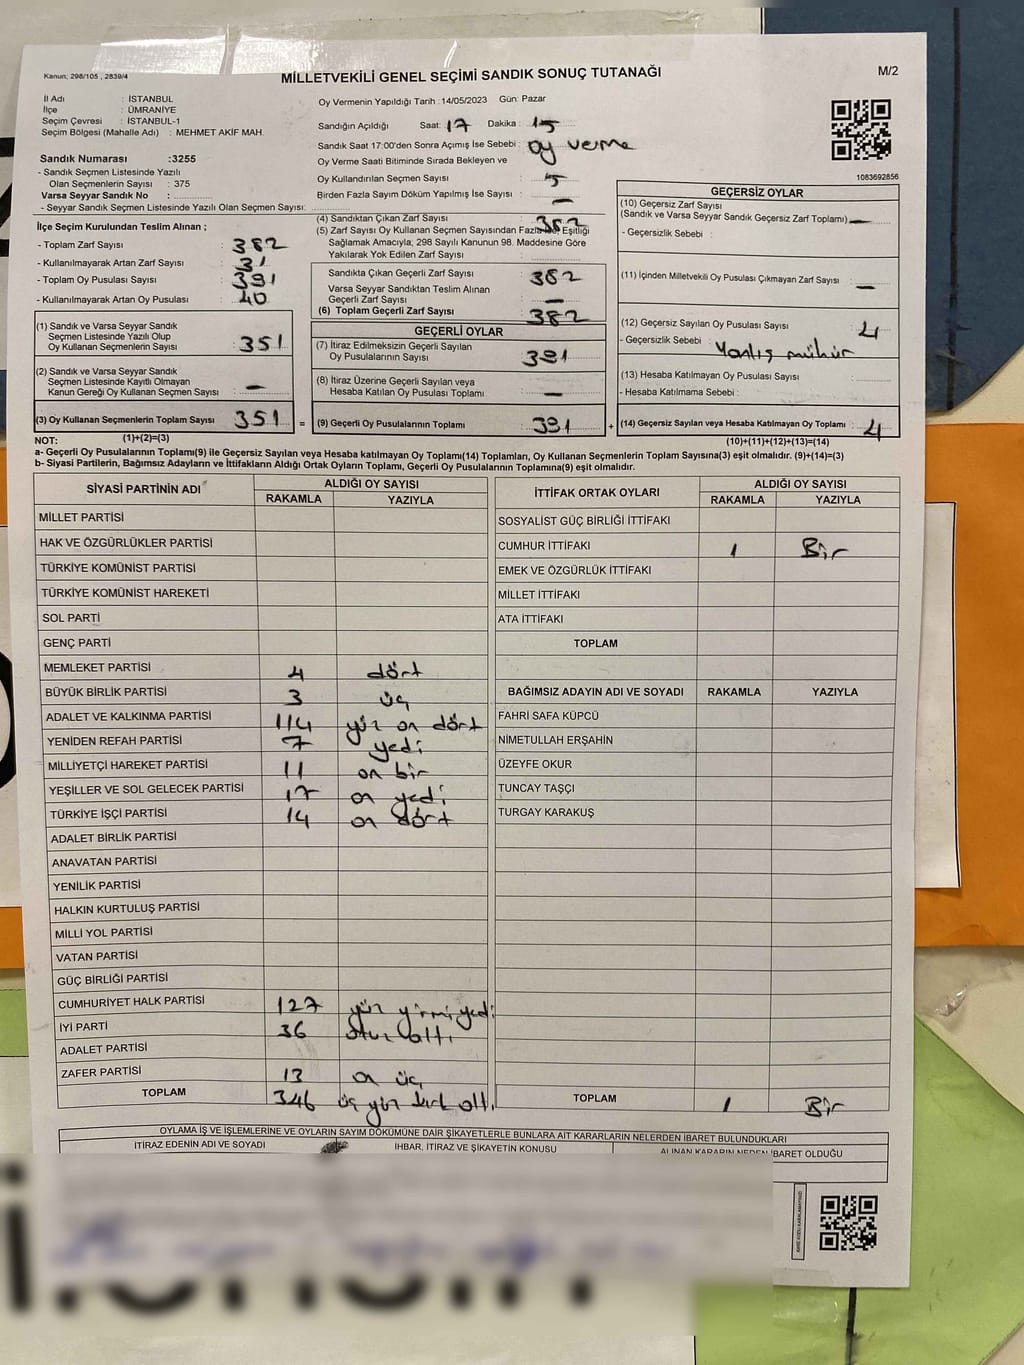 Kanun; 298/105 , 2839/4
MİLLETVEKİLİ GENEL SEÇİMİ SANDIK SONUÇ TUTANAĞI
M/2
İl Adı : İSTANBUL
İlçe : ÜMRANİYE
Seçim Çevresi : İSTANBUL-1
Seçim Bölgesi (Mahalle Adı) : MEHMET AKİF MAH.
Oy Vermenin Yapıldığı Tarih :14/05/2023 Gün: Pazar
Sandığın Açıldığı Saat: 17 Dakika : 15
Sandık Saat 17:00'den Sonra Açımış İse Sebebi : oy verme
Oy Verme Saati Bitiminde Sırada Bekleyen ve
Oy Kullandırılan Seçmen Sayısı : 5
Birden Fazla Sayım Döküm Yapılmış İse Sayısı : —
1083692856
Sandık Numarası :3255
- Sandık Seçmen Listesinde Yazılı
Olan Seçmenlerin Sayısı : 375
Varsa Seyyar Sandık No :
- Seyyar Sandık Seçmen Listesinde Yazılı Olan Seçmen Sayısı:
İlçe Seçim Kurulundan Teslim Alınan ;
- Toplam Zarf Sayısı : 382
- Kullanılmayarak Artan Zarf Sayısı : 31
- Toplam Oy Pusulası Sayısı : 391
- Kullanılmayarak Artan Oy Pusulası : 40
(1) Sandık ve Varsa Seyyar Sandık
Seçmen Listesinde Yazılı Olup
Oy Kullanan Seçmenlerin Sayısı : 351
(2) Sandık ve Varsa Seyyar Sandık
Seçmen Listesinde Kayıtlı Olmayan
Kanun Gereği Oy Kullanan Seçmen Sayısı : —
(3) Oy Kullanan Seçmenlerin Toplam Sayısı : 351 =
(1)+(2)=(3)
(4) Sandıktan Çıkan Zarf Sayısı : 382
(5) Zarf Sayısı Oy Kullanan Seçmen Sayısından Fazla İse, Eşitliği
Sağlamak Amacıyla; 298 Sayılı Kanunun 98. Maddesine Göre
Yakılarak Yok Edilen Zarf Sayısı :
Sandıkta Çıkan Geçerli Zarf Sayısı : 382
Varsa Seyyar Sandıktan Teslim Alınan
Geçerli Zarf Sayısı : —
(6) Toplam Geçerli Zarf Sayısı : 382
GEÇERLİ OYLAR
(7) İtiraz Edilmeksizin Geçerli Sayılan
Oy Pusulalarının Sayısı : 391
(8) İtiraz Üzerine Geçerli Sayılan veya
Hesaba Katılan Oy Pusulası Toplamı : —
(9) Geçerli Oy Pusulalarının Toplamı : 391 +
GEÇERSİZ OYLAR
(10) Geçersiz Zarf Sayısı
(Sandık ve Varsa Seyyar Sandık Geçersiz Zarf Toplamı) : —
- Geçersizlik Sebebi :
(11) İçinden Milletvekili Oy Pusulası Çıkmayan Zarf Sayısı : —
(12) Geçersiz Sayılan Oy Pusulası Sayısı : 4
- Geçersizlik Sebebi : Yanlış mühür
(13) Hesaba Katılmayan Oy Pusulası Sayısı :
- Hesaba Katılmama Sebebi :
(14) Geçersiz Sayılan veya Hesaba Katılmayan Oy Toplamı : 4
(10)+(11)+(12)+(13)=(14)
NOT:
a- Geçerli Oy Pusulalarının Toplamı(9) ile Geçersiz Sayılan veya Hesaba katılmayan Oy Toplamı(14) Toplamları, Oy Kullanan Seçmenlerin Toplam Sayısına(3) eşit olmalıdır. (9)+(14)=(3)
b- Siyasi Partilerin, Bağımsız Adayların ve İttifakların Aldığı Ortak Oyların Toplamı, Geçerli Oy Pusulalarının Toplamına(9) eşit olmalıdır.
SİYASİ PARTİNİN ADI ALDIĞI OY SAYISI
RAKAMLA YAZIYLA
MİLLET PARTİSİ
HAK VE ÖZGÜRLÜKLER PARTİSİ
TÜRKİYE KOMÜNİST PARTİSİ
TÜRKİYE KOMÜNİST HAREKETİ
SOL PARTİ
GENÇ PARTİ
MEMLEKET PARTİSİ 4 dört
BÜYÜK BİRLİK PARTİSİ 3 üç
ADALET VE KALKINMA PARTİSİ 114 yüz on dört
YENİDEN REFAH PARTİSİ 7 yedi
MİLLİYETÇİ HAREKET PARTİSİ 11 on bir
YEŞİLLER VE SOL GELECEK PARTİSİ 17 on yedi
TÜRKİYE İŞÇİ PARTİSİ 14 on dört
ADALET BİRLİK PARTİSİ
ANAVATAN PARTİSİ
YENİLİK PARTİSİ
HALKIN KURTULUŞ PARTİSİ
MİLLİ YOL PARTİSİ
VATAN PARTİSİ
GÜÇ BİRLİĞİ PARTİSİ
CUMHURİYET HALK PARTİSİ 127 yüz yirmi yedi
İYİ PARTİ 36 otuz altı
ADALET PARTİSİ
ZAFER PARTİSİ 13 on üç
TOPLAM 346 üç yüz kırk altı
İTTİFAK ORTAK OYLARI ALDIĞI OY SAYISI
RAKAMLA YAZIYLA
SOSYALİST GÜÇ BİRLİĞİ İTTİFAKI
CUMHUR İTTİFAKI 1 Bir
EMEK VE ÖZGÜRLÜK İTTİFAKI
MİLLET İTTİFAKI
ATA İTTİFAKI
TOPLAM
BAĞIMSIZ ADAYIN ADI VE SOYADI RAKAMLA YAZIYLA
FAHRİ SAFA KÜPCÜ
NİMETULLAH ERŞAHİN
ÜZEYFE OKUR
TUNCAY TAŞÇI
TURGAY KARAKUŞ
TOPLAM 1 Bir
OYLAMA İŞ VE İŞLEMLERİNE VE OYLARIN SAYIM DÖKÜMÜNE DAİR ŞİKAYETLERLE BUNLARA AİT KARARLARIN NELERDEN İBARET BULUNDUKLARI
İTİRAZ EDENİN ADI VE SOYADI İHBAR, İTİRAZ VE ŞİKAYETİN KONUSU ALINAN KARARIN NEDEN İBARET OLDUĞU